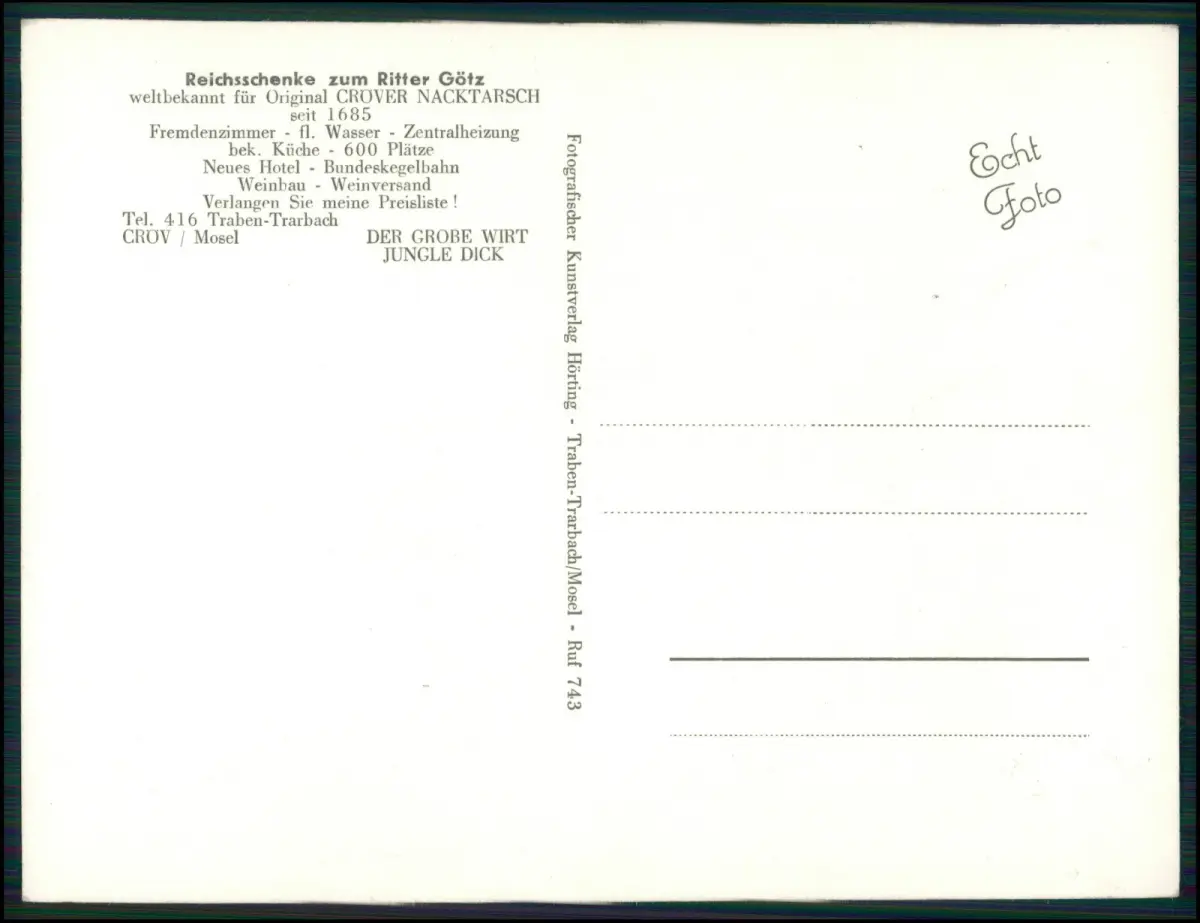 Reichsschenke zum Ritter Götz
weltbekannt für Original CRÖVER NACKTARSCH
seit 1685
Fremdenzimmer - fl. Wasser - Zentralheizung
bek. Küche - 600 Plätze
Neues Hotel - Bundeskegelbahn
Weinbau - Weinversand
Verlangen Sie meine Preisliste !
Tel. 416 Traben-Trarbach
CRÖV / Mosel DER GROBE WIRT
JUNGLE DICK
Fotografischer Kunstverlag Hörting - Traben-Trarbach/Mosel - Ruf 743
Echt
Foto